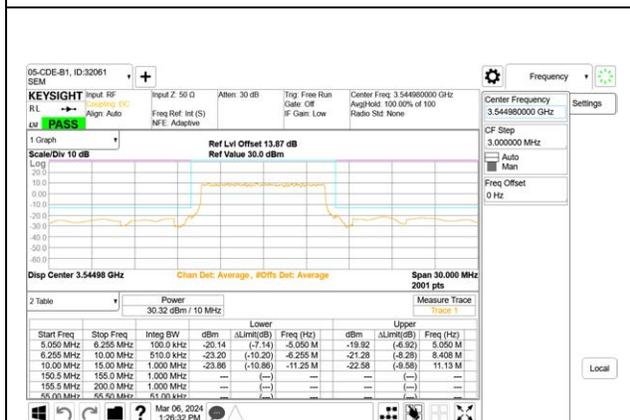 05-CDE-B1, ID:32061
SEM
Frequency
KEYSIGHT Input: RF Input Z: 50 Ω Atten: 30 dB Trig: Free Run Center Freq: 3.544980000 GHz
RL Coupling: DC Gate: Off Avg|Hold: 100.00% of 100
Align: Auto Freq Ref: Int (S) IF Gain: Low Radio Std: None
NFE: Adaptive
PASS
Center Frequency
3.544980000 GHz
Settings
CF Step
3.000000 MHz
Auto
Man
Freq Offset
0 Hz
1 Graph
Ref Lvl Offset 13.87 dB
Scale/Div 10 dB Ref Value 30.0 dBm
Log
20.0
10.0
0.00
-10.0
-20.0
-30.0
-40.0
-50.0
-60.0
Disp Center 3.54498 GHz Chan Det: Average , #Offs Det: Average Span 30.000 MHz
2001 pts
2 Table
Power
30.32 dBm / 10 MHz
Measure Trace
Trace 1
Lower Upper
Start Freq Stop Freq Integ BW dBm ΔLimit(dB) Freq (Hz) dBm ΔLimit(dB) Freq (Hz)
5.050 MHz 6.255 MHz 100.0 kHz -20.14 (-7.14) -5.050 M -19.92 (-6.92) 5.050 M
6.255 MHz 10.00 MHz 510.0 kHz -23.20 (-10.20) -6.255 M -21.28 (-8.28) 8.408 M
10.00 MHz 15.00 MHz 1.000 MHz -23.86 (-10.86) -11.25 M -22.58 (-9.58) 11.13 M
150.5 MHz 155.0 MHz 1.000 MHz --- (---) --- --- (---) ---
155.5 MHz 200.0 MHz 1.000 MHz --- (---) --- --- (---) ---
55.00 MHz 55.50 MHz 51.00 kHz --- (---) --- --- (---) ---
Local
Mar 06, 2024
1:26:32 PM